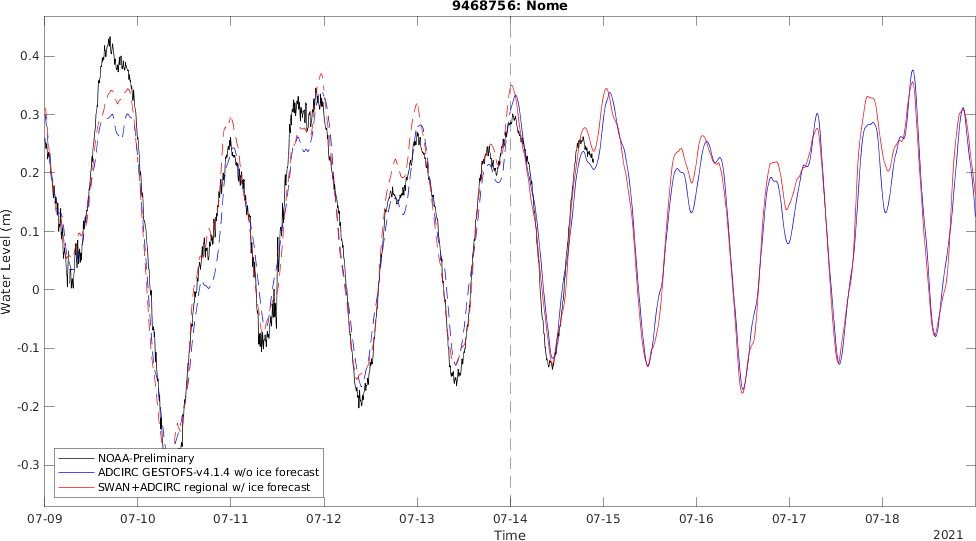 9468756: Nome
0.4
0.3
0.2
0.1
0
-0.1
-0.2
-0.3
Water Level (m)
NOAA-Preliminary
ADCIRC GESTOFS-v4.1.4 w/o ice forecast
SWAN+ADCIRC regional w/ ice forecast
07-09 07-10 07-11 07-12 07-13 07-14 07-15 07-16 07-17 07-18
Time
2021